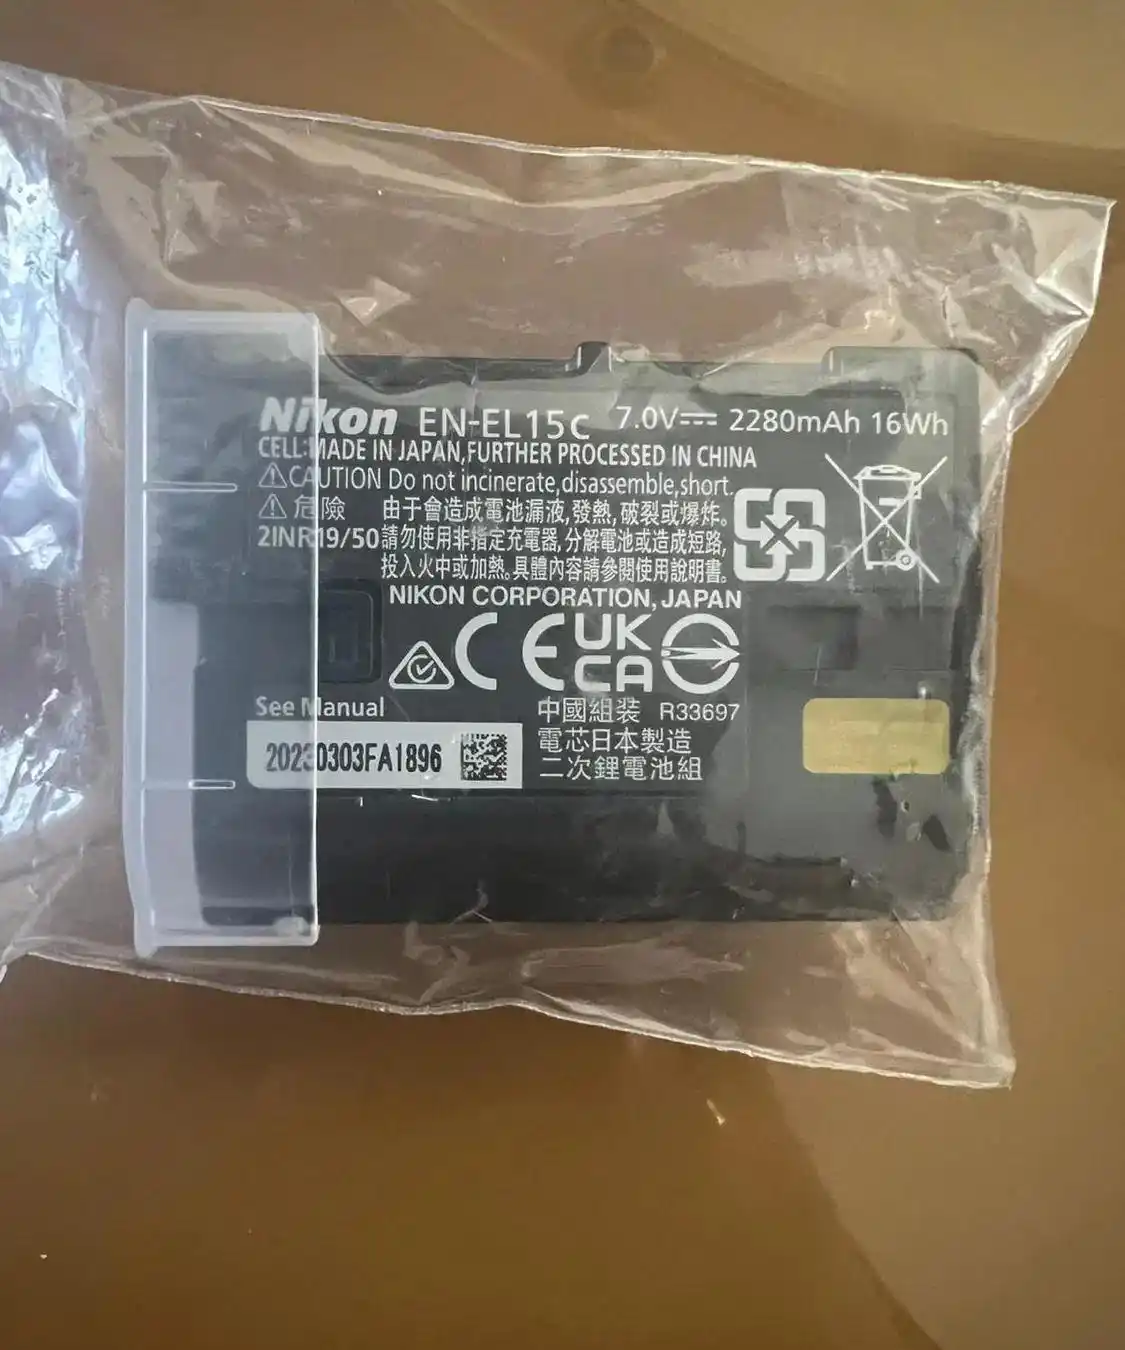 Nikon EN-EL15c 7.0V⎓ 2280mAh 16Wh
CELL:MADE IN JAPAN,FURTHER PROCESSED IN CHINA
⚠CAUTION Do not incinerate,disassemble,short.
⚠危險 由于會造成電池漏液,發熱,破裂或爆炸。
2INR19/50 請勿使用非指定充電器,分解電池或造成短路,
投入火中或加熱。具體內容請參閱使用說明書。
NIKON CORPORATION, JAPAN
CE UK CA
See Manual
中國組裝 R33697
20230303FA1896
電芯日本製造
二次鋰電池組